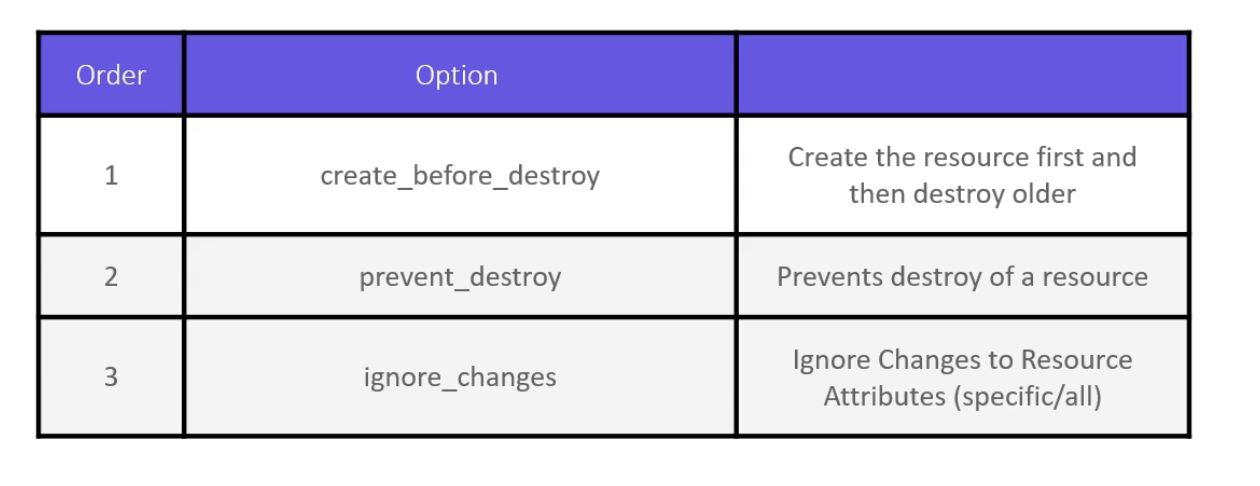 Order
Option
1
create_before_destroy
Create the resource first and
then destroy older
2
prevent_destroy
Prevents destroy of a resource
3
ignore_changes
Ignore Changes to Resource
Attributes (specific/all)